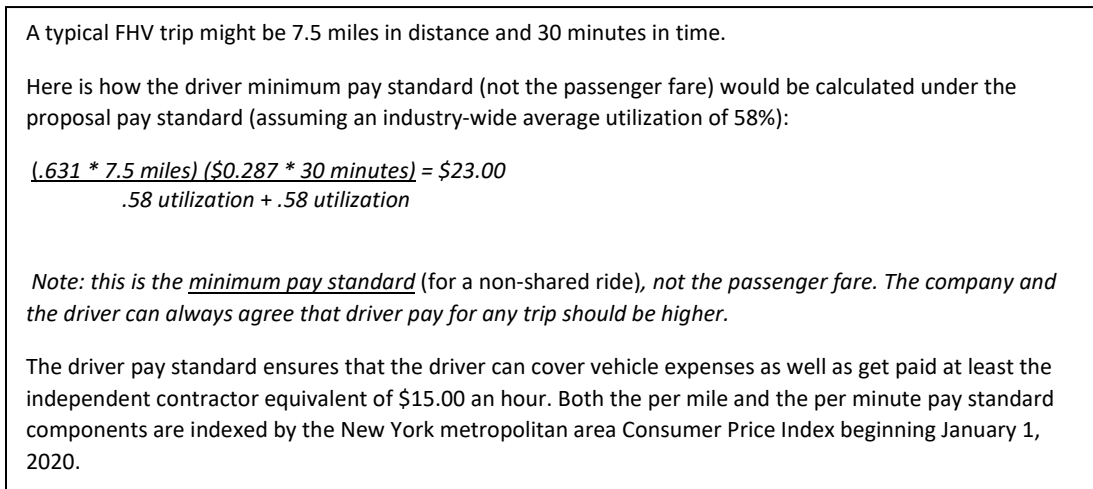 A typical FHV trip might be 7.5 miles in distance and 30 minutes in time.
Here is how the driver minimum pay standard (not the passenger fare) would be calculated under the
proposal pay standard (assuming an industry-wide average utilization of 58%):
(.631 * 7.5 miles) ($0.287 * 30 minutes) = $23.00
.58 utilization + .58 utilization
Note: this is the minimum pay standard (for a non-shared ride), not the passenger fare. The company and
the driver can always agree that driver pay for any trip should be higher.
The driver pay standard ensures that the driver can cover vehicle expenses as well as get paid at least the
independent contractor equivalent of $15.00 an hour. Both the per mile and the per minute pay standard
components are indexed by the New York metropolitan area Consumer Price Index beginning January 1,
2020.